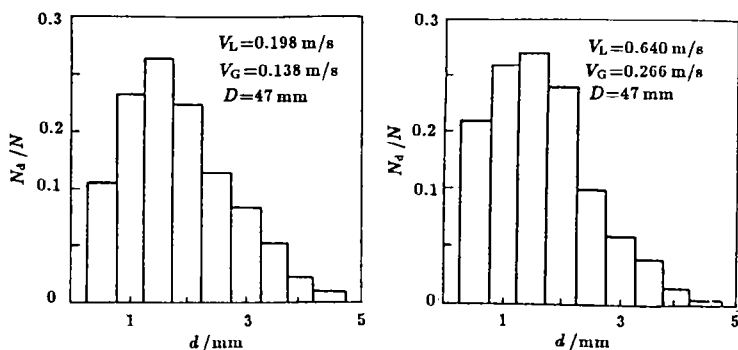 0.3
0.2
0.1
0
N_d/N
V_L=0.198 m/s
V_G=0.138 m/s
D=47 mm
1 3 5
d/mm
0.3
0.2
0.1
0
N_d/N
V_L=0.640 m/s
V_G=0.266 m/s
D=47 mm
1 3 5
d/mm